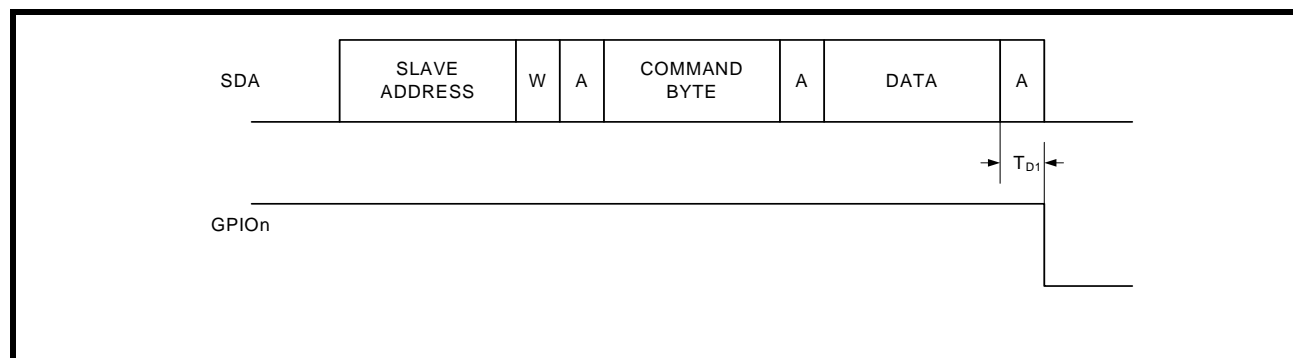 SDA
SLAVE
ADDRESS
W
A
COMMAND
BYTE
A
DATA
A
TD1
GPIOn